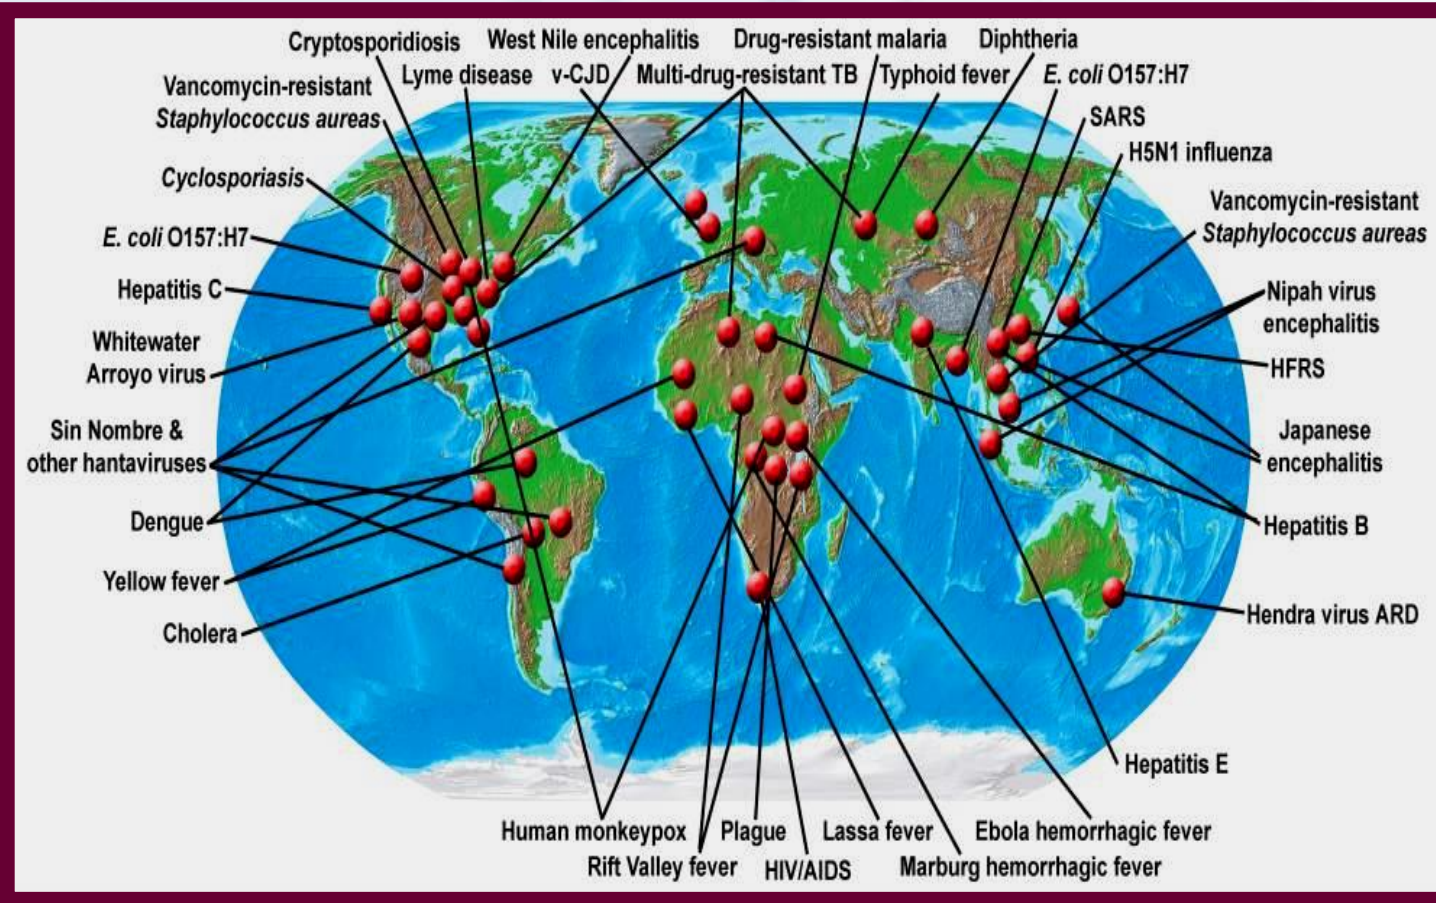 Cryptosporidiosis
West Nile encephalitis
Drug-resistant malaria
Diphtheria
Vancomycin-resistant
Staphylococcus aureas
Lyme disease
v-CJD
Multi-drug-resistant TB
Typhoid fever
E. coli O157:H7
SARS
H5N1 influenza
Cyclosporiasis
Vancomycin-resistant
Staphylococcus aureas
E. coli O157:H7
Hepatitis C
Nipah virus
encephalitis
Whitewater
Arroyo virus
HFRS
Sin Nombre &
other hantaviruses
Japanese
encephalitis
Dengue
Hepatitis B
Yellow fever
Cholera
Hendra virus ARD
Hepatitis E
Human monkeypox
Plague
Lassa fever
Ebola hemorrhagic fever
Rift Valley fever
HIV/AIDS
Marburg hemorrhagic fever